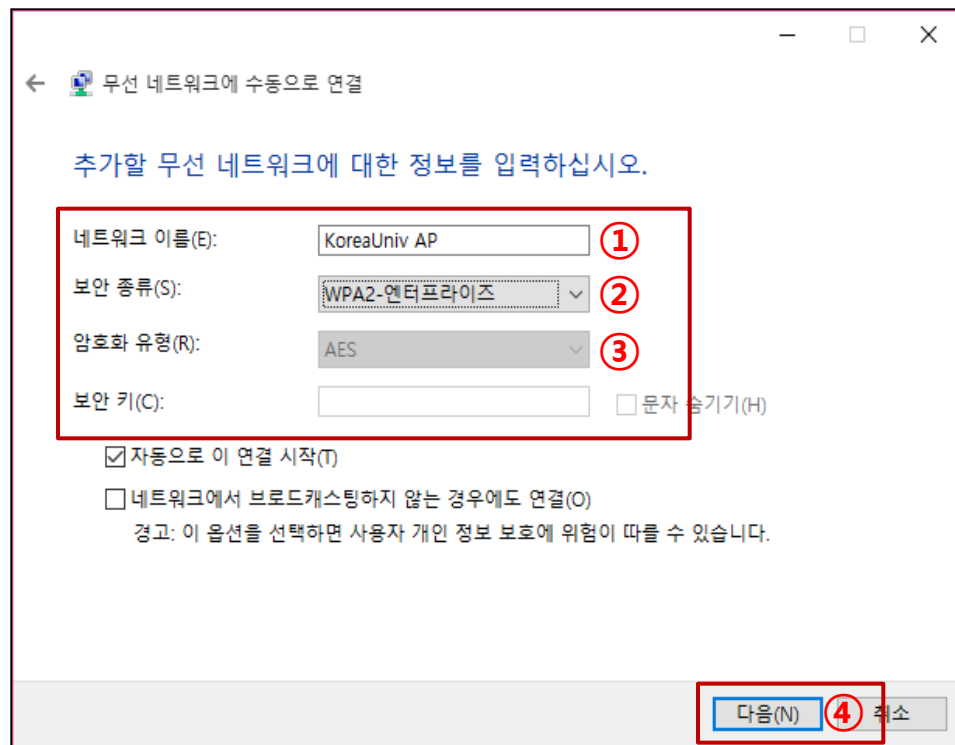 무선 네트워크에 수동으로 연결
추가할 무선 네트워크에 대한 정보를 입력하십시오.
네트워크 이름(E): KoreaUniv AP ①
보안 종류(S): WPA2-엔터프라이즈 ②
암호화 유형(R): AES ③
보안 키(C): 문자 숨기기(H)
자동으로 이 연결 시작(T)
네트워크에서 브로드캐스팅하지 않는 경우에도 연결(O)
경고: 이 옵션을 선택하면 사용자 개인 정보 보호에 위험이 따를 수 있습니다.
다음(N) ④ 취소